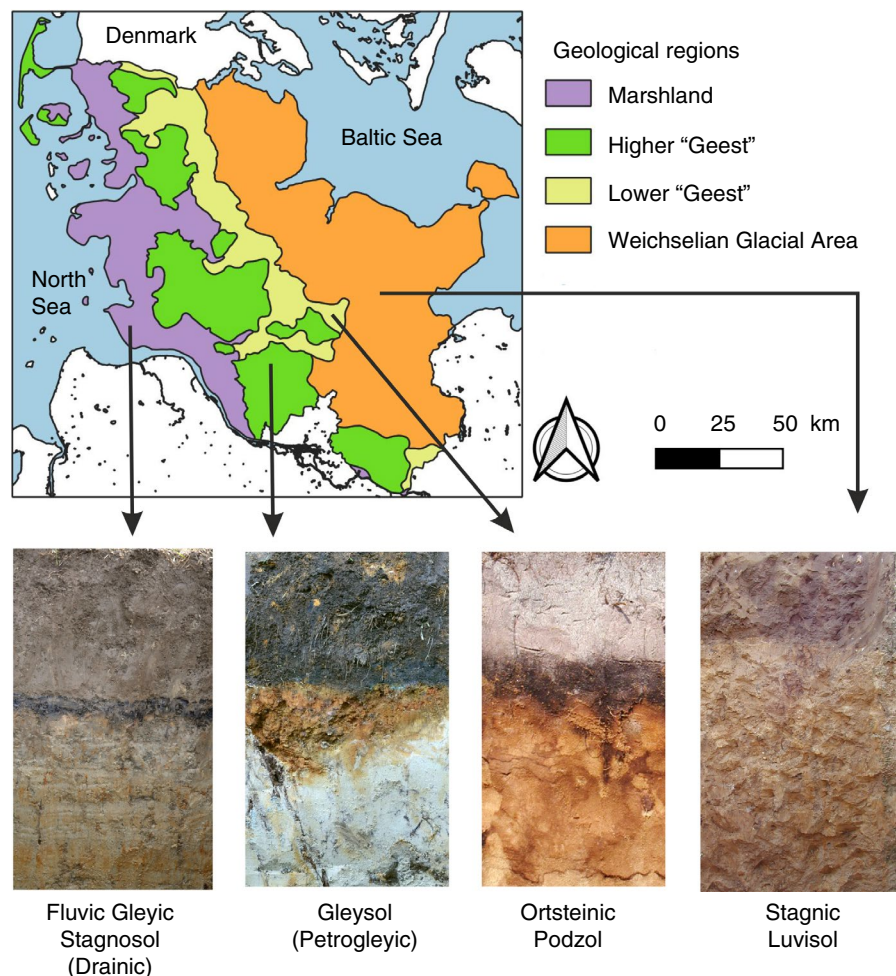 Denmark
Baltic Sea
North
Sea
Geological regions
Marshland
Higher “Geest”
Lower “Geest”
Weichselian Glacial Area
0 25 50 km
Fluvic Gleyic
Stagnosol
(Drainic)
Gleysol
(Petrogleyic)
Ortsteinic
Podzol
Stagnic
Luvisol